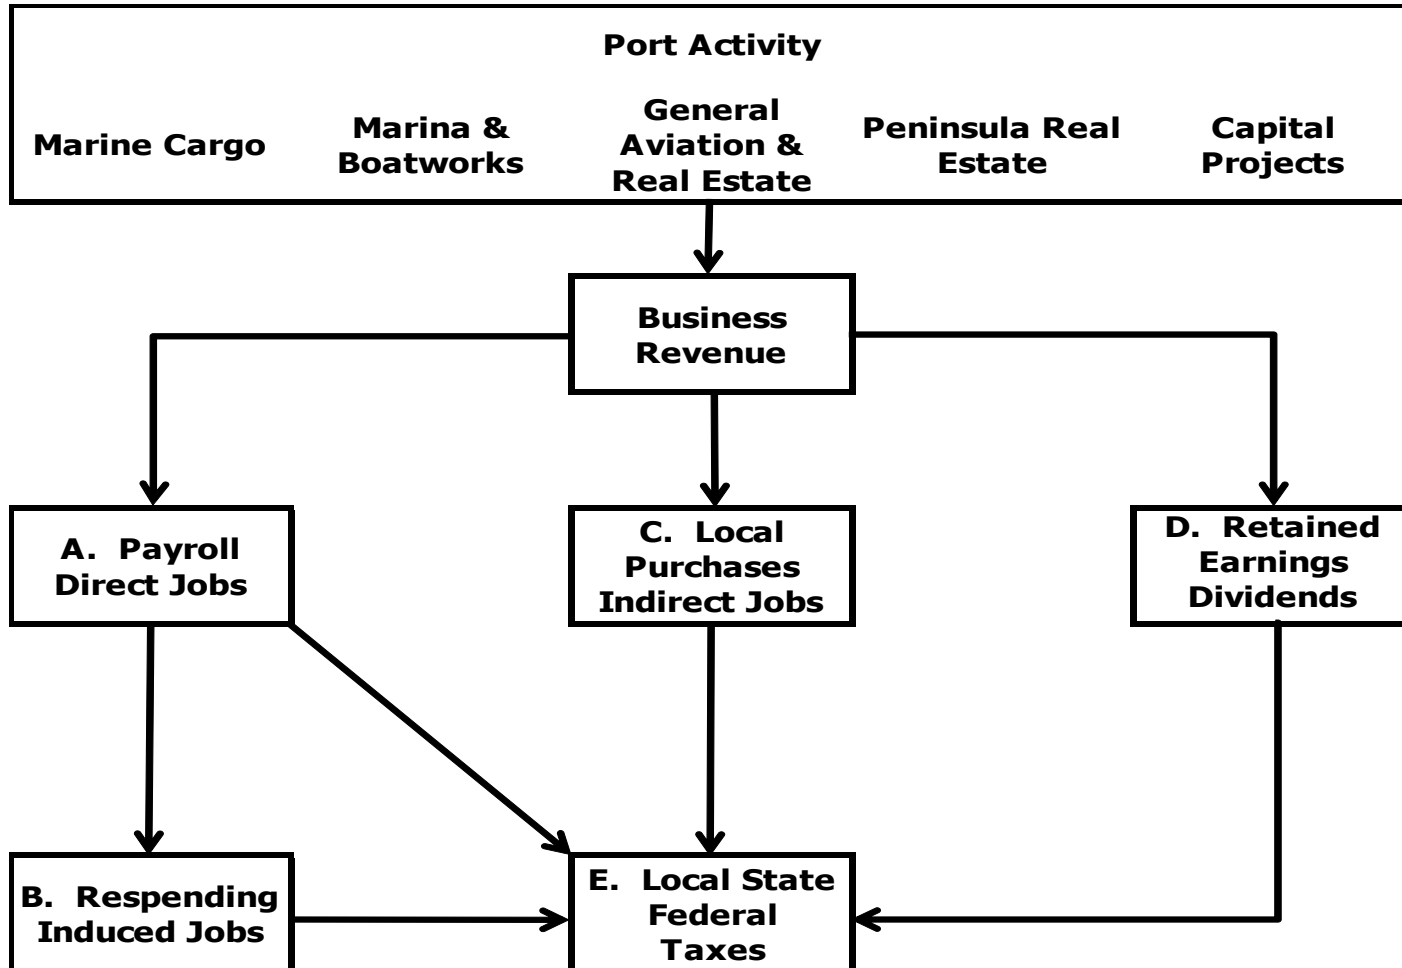 Port Activity
Marine Cargo
Marina &
Boatworks
General
Aviation &
Real Estate
Peninsula Real
Estate
Capital
Projects
Business
Revenue
A. Payroll
Direct Jobs
C. Local
Purchases
Indirect Jobs
D. Retained
Earnings
Dividends
B. Respending
Induced Jobs
E. Local State
Federal
Taxes